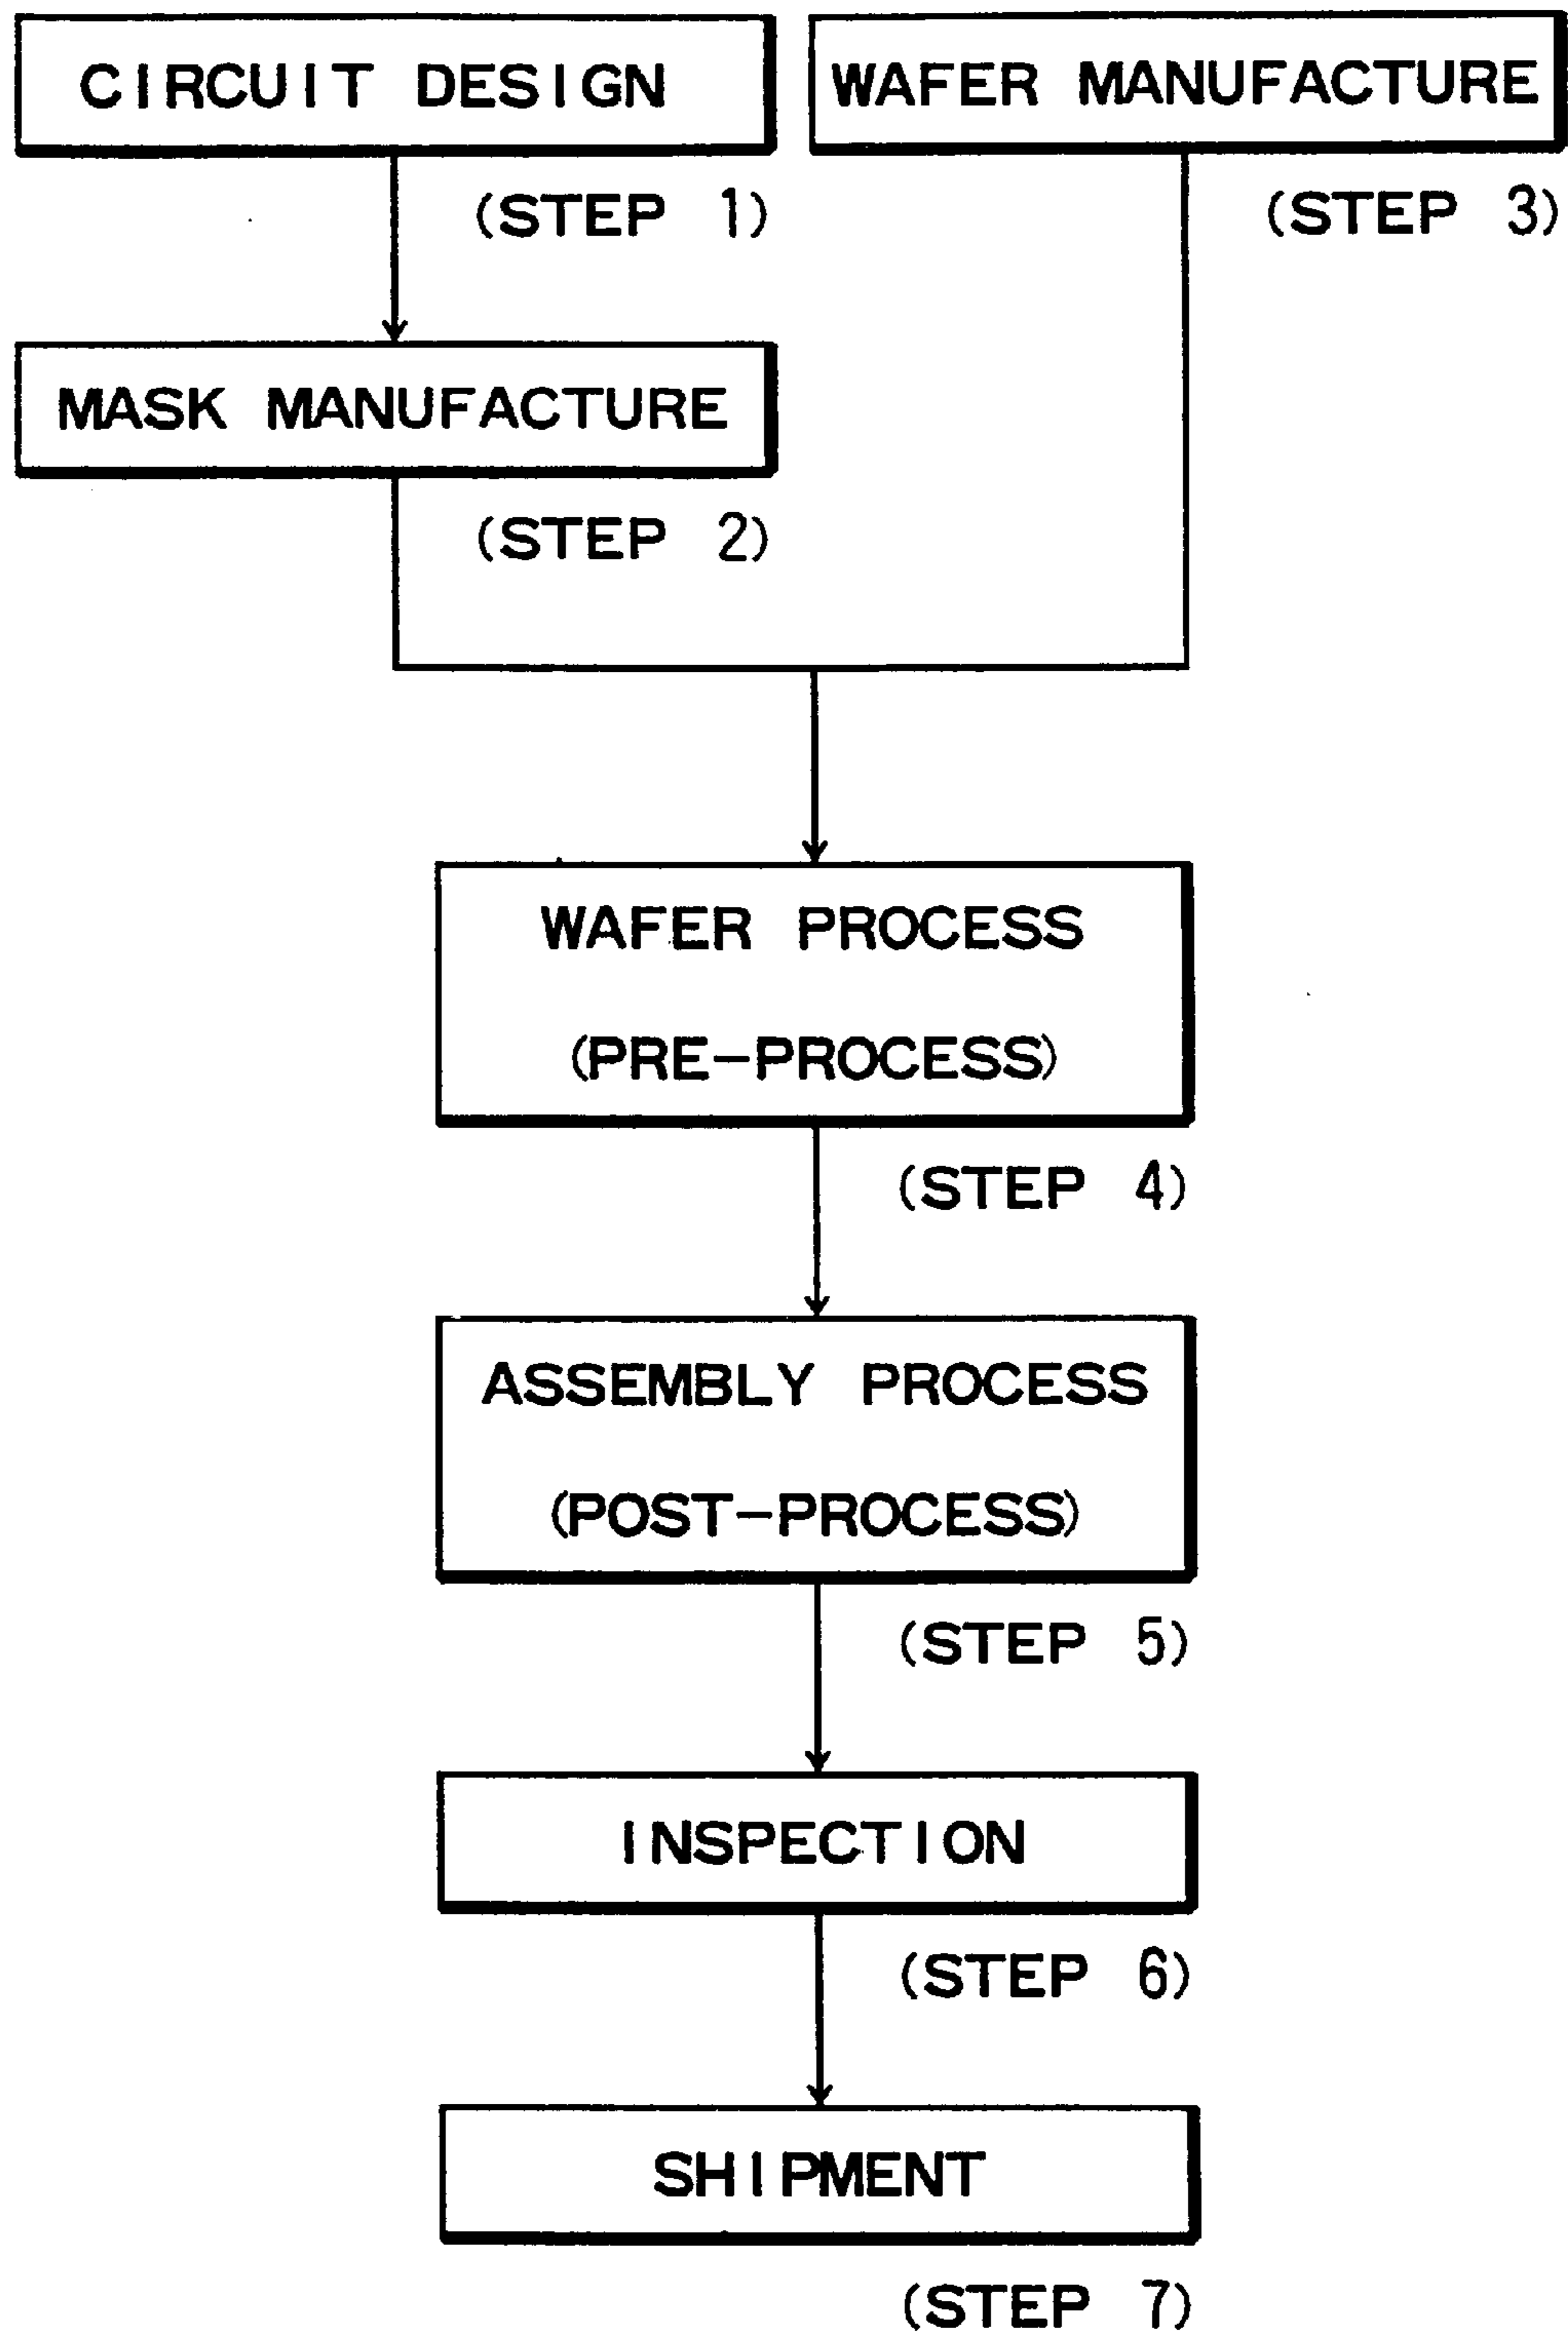 CIRCUIT DESIGN
(STEP 1)
WAFER MANUFACTURE
(STEP 3)
MASK MANUFACTURE
(STEP 2)
WAFER PROCESS
(PRE-PROCESS)
(STEP 4)
ASSEMBLY PROCESS
(POST-PROCESS)
(STEP 5)
INSPECTION
(STEP 6)
SHIPMENT
(STEP 7)